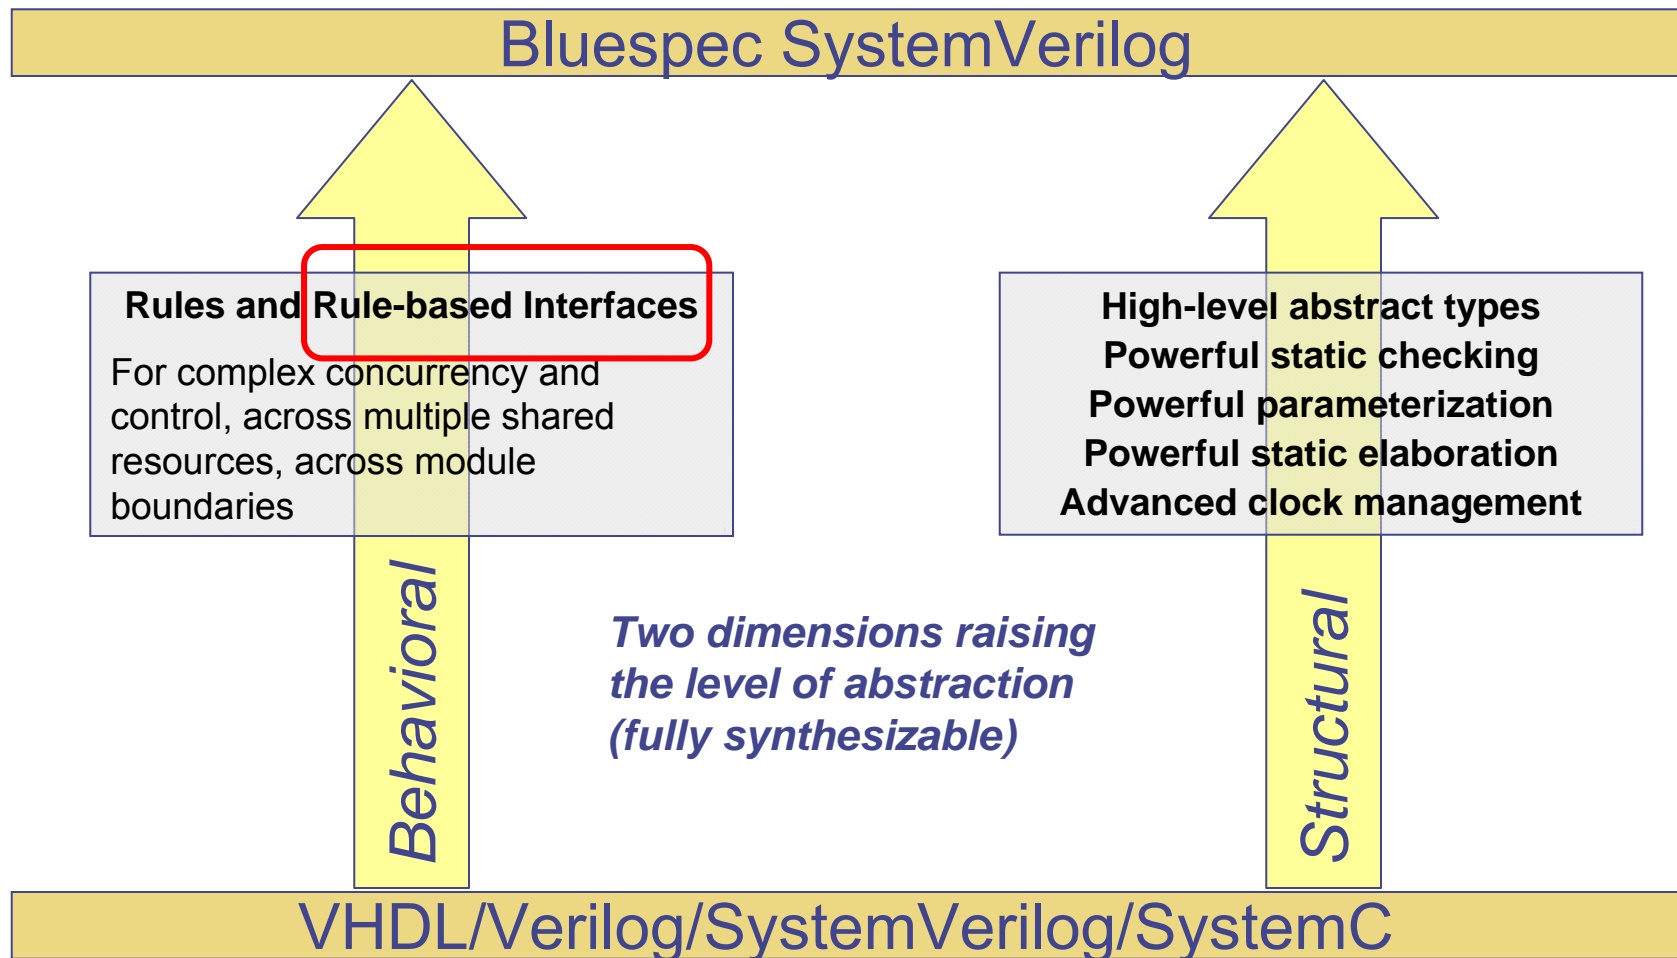 Bluespec SystemVerilog
Rules and Rule-based Interfaces
For complex concurrency and
control, across multiple shared
resources, across module
boundaries
High-level abstract types
Powerful static checking
Powerful parameterization
Powerful static elaboration
Advanced clock management
Behavioral
Two dimensions raising
the level of abstraction
(fully synthesizable)
Structural
VHDL/Verilog/SystemVerilog/SystemC